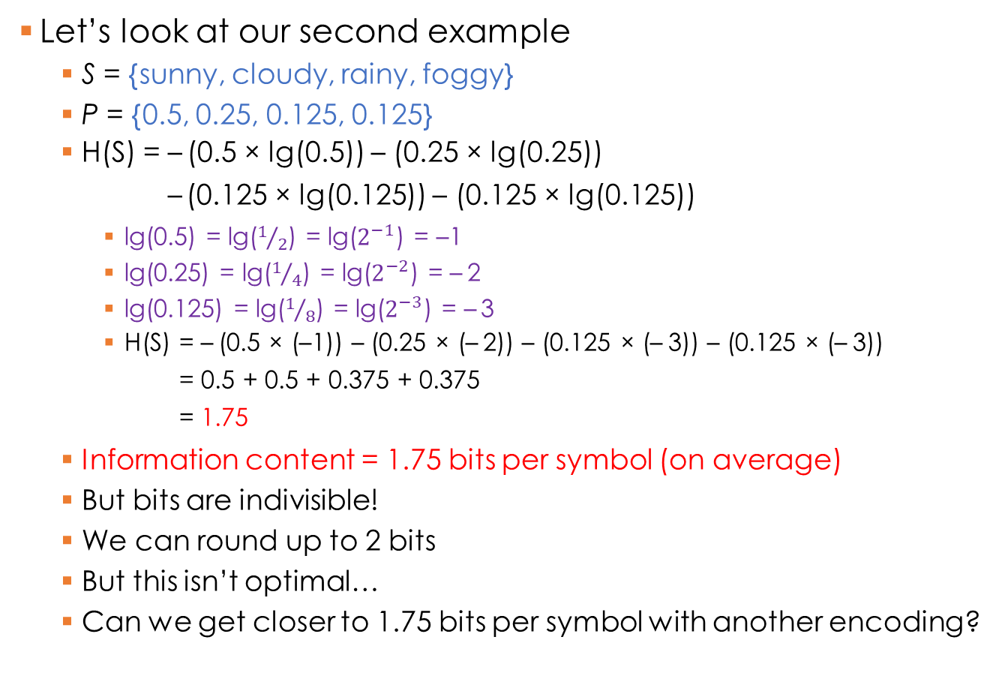 ▪ Let’s look at our second example
▪ S = {sunny, cloudy, rainy, foggy}
▪ P = {0.5, 0.25, 0.125, 0.125}
▪ H(S) = – (0.5 × lg(0.5)) – (0.25 × lg(0.25))
– (0.125 × lg(0.125)) – (0.125 × lg(0.125))
▪ lg(0.5) = lg(¹/₂) = lg(2⁻¹) = –1
▪ lg(0.25) = lg(¹/₄) = lg(2⁻²) = – 2
▪ lg(0.125) = lg(¹/₈) = lg(2⁻³) = – 3
▪ H(S) = – (0.5 × (–1)) – (0.25 × (– 2)) – (0.125 × (– 3)) – (0.125 × (– 3))
= 0.5 + 0.5 + 0.375 + 0.375
= 1.75
▪ Information content = 1.75 bits per symbol (on average)
▪ But bits are indivisible!
▪ We can round up to 2 bits
▪ But this isn’t optimal…
▪ Can we get closer to 1.75 bits per symbol with another encoding?